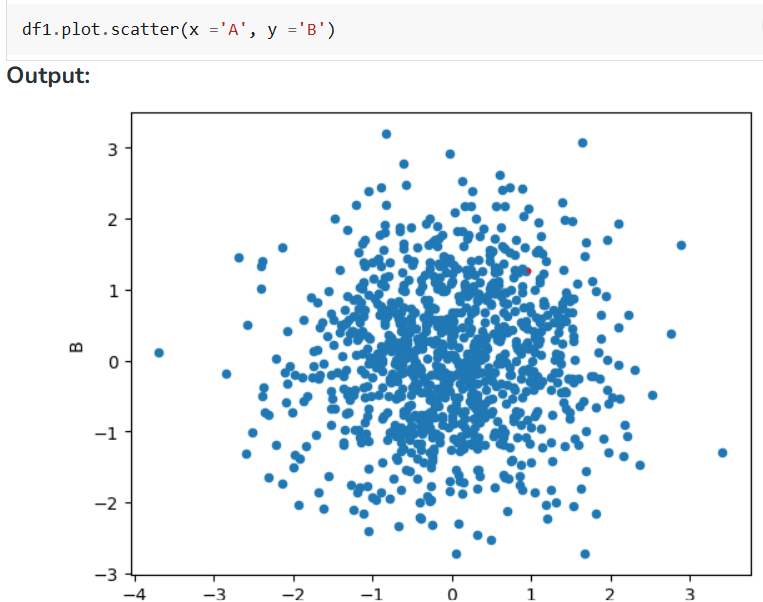 df1.plot.scatter(x ='A', y ='B')
Output:
3
2
1
0
−1
−2
−3
B
−4 −3 −2 −1 0 1 2 3